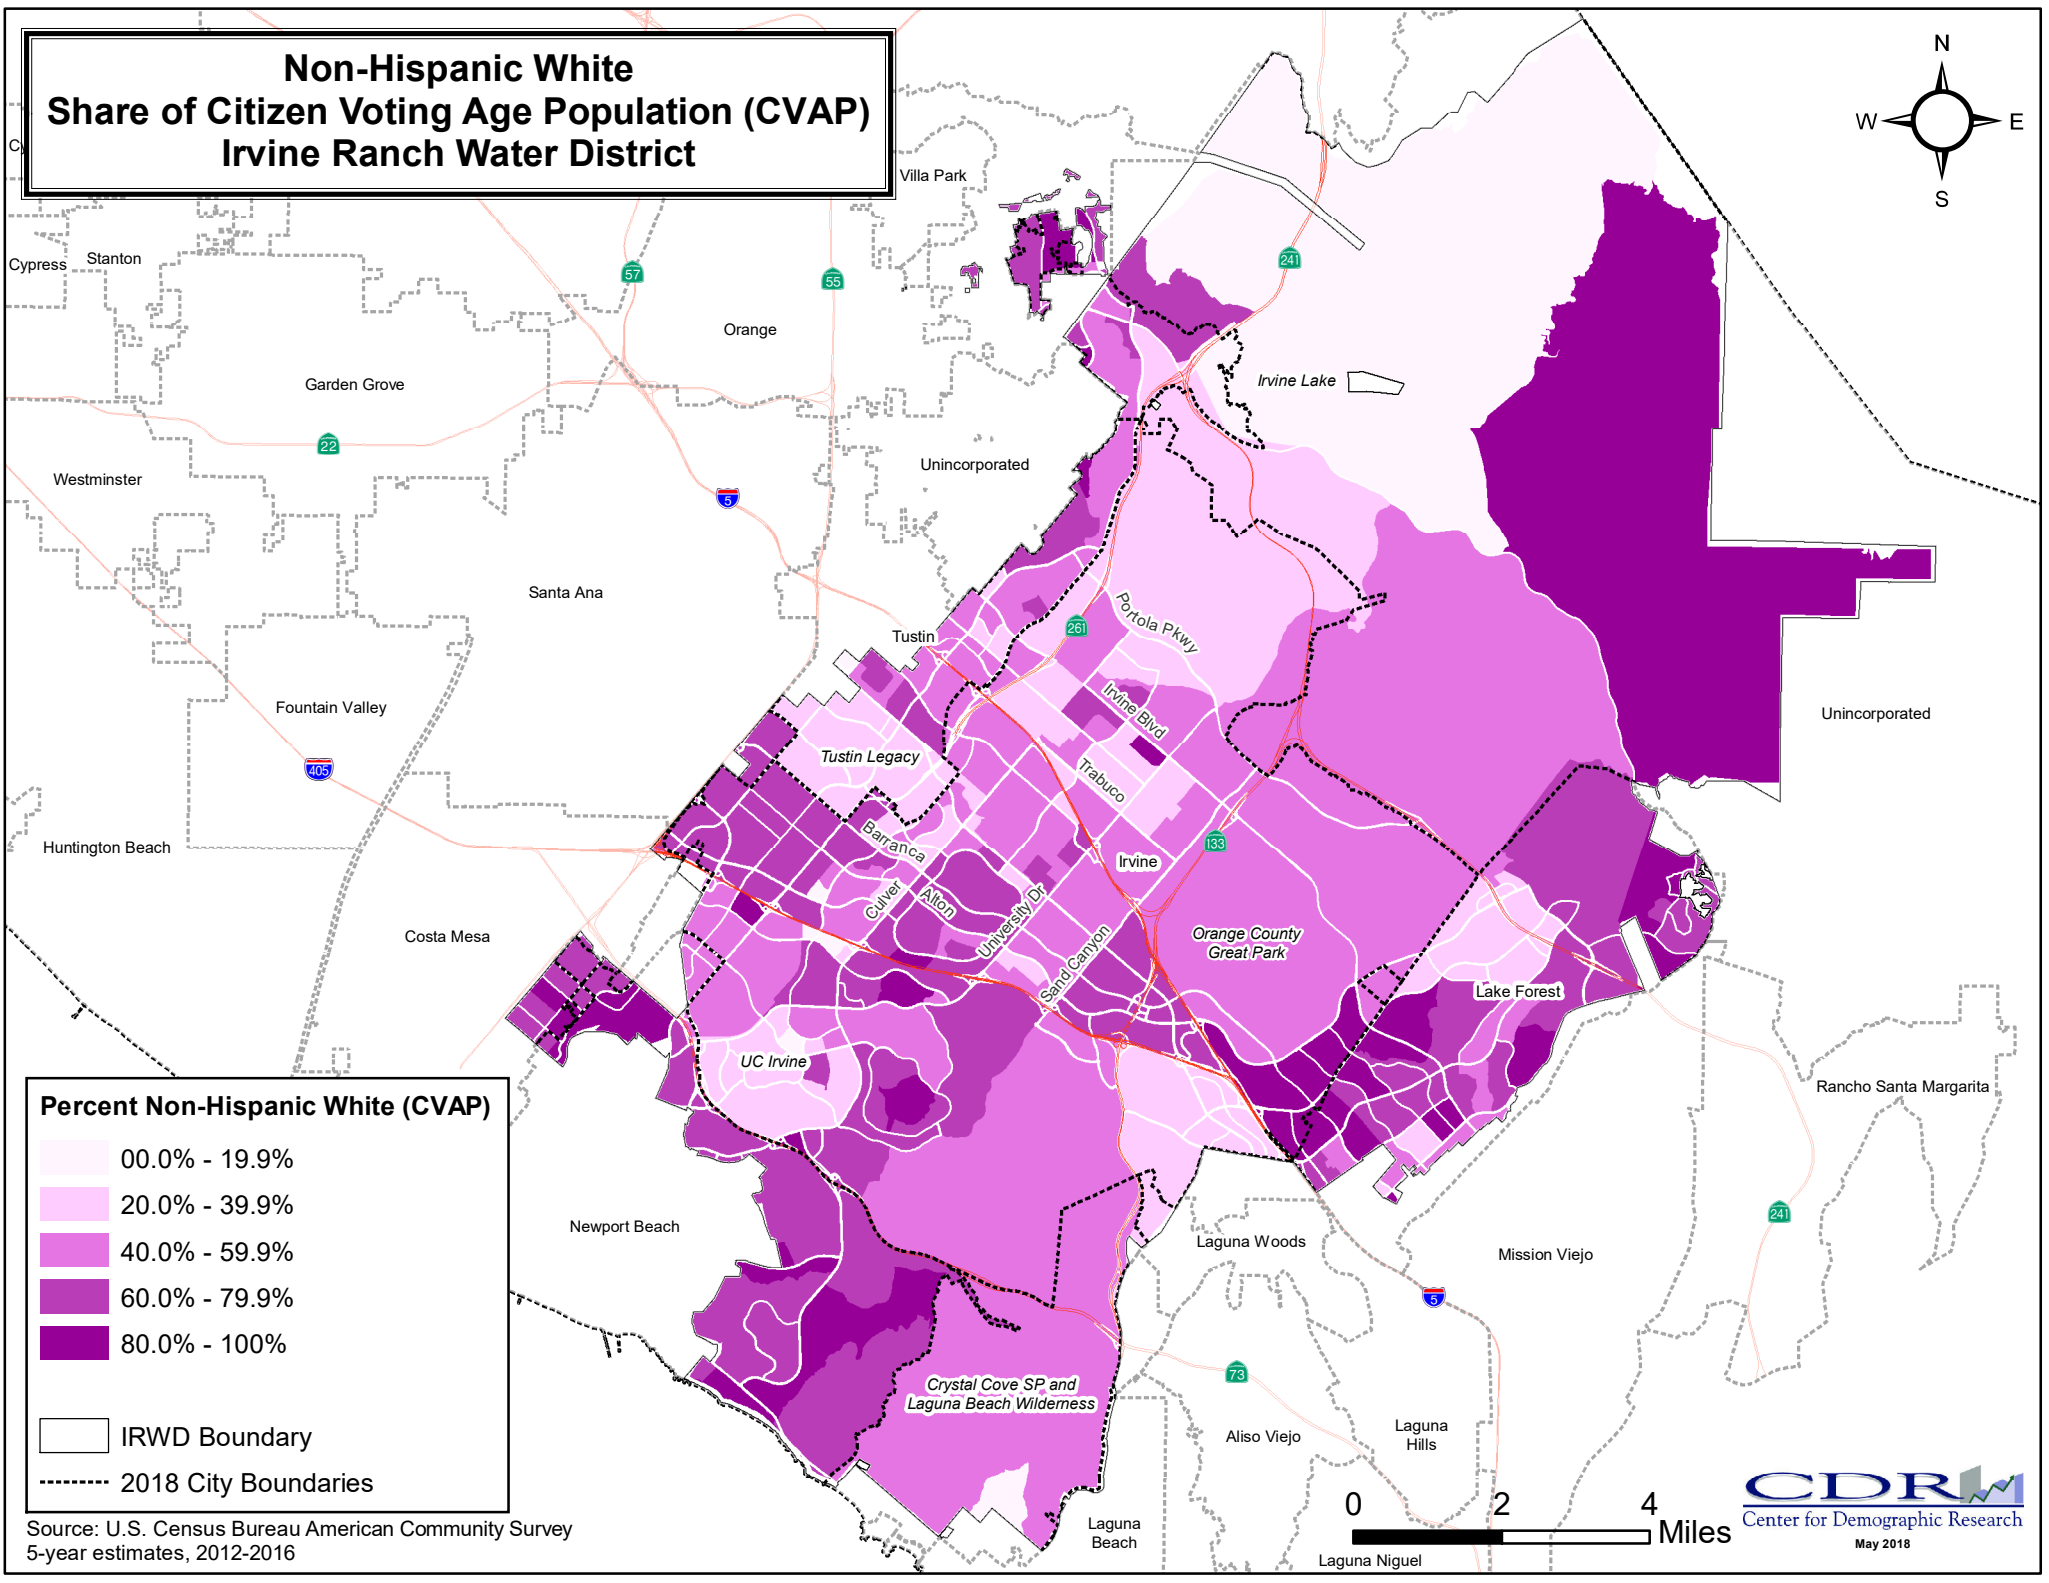 Non-Hispanic White
Share of Citizen Voting Age Population (CVAP)
Irvine Ranch Water District
N
W
E
S
Villa Park
241
Cypress
Stanton
57
55
Orange
Irvine Lake
Garden Grove
22
Unincorporated
Westminster
5
Santa Ana
Portola Pkwy
261
Tustin
Fountain Valley
Irvine Blvd
Unincorporated
Tustin Legacy
405
Trabuco
Huntington Beach
Barranca
133
Irvine
Culver
Alton
University Dr
Costa Mesa
Orange County
Great Park
Sand Canyon
Lake Forest
UC Irvine
Rancho Santa Margarita
Percent Non-Hispanic White (CVAP)
00.0% - 19.9%
20.0% - 39.9%
40.0% - 59.9%
60.0% - 79.9%
80.0% - 100%
IRWD Boundary
2018 City Boundaries
Newport Beach
Laguna Woods
241
Mission Viejo
5
73
Crystal Cove SP and
Laguna Beach Wilderness
Aliso Viejo
Laguna
Hills
Laguna
Beach
Laguna Niguel
0 2 4
Miles
CDR
Center for Demographic Research
May 2018
Source: U.S. Census Bureau American Community Survey
5-year estimates, 2012-2016